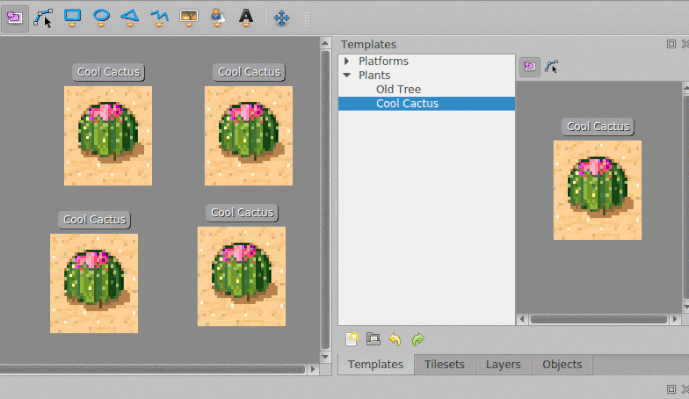 Templates
Platforms
Plants
Old Tree
Cool Cactus
Cool Cactus
Cool Cactus
Cool Cactus
Cool Cactus
Cool Cactus
Templates
Tilesets
Layers
Objects